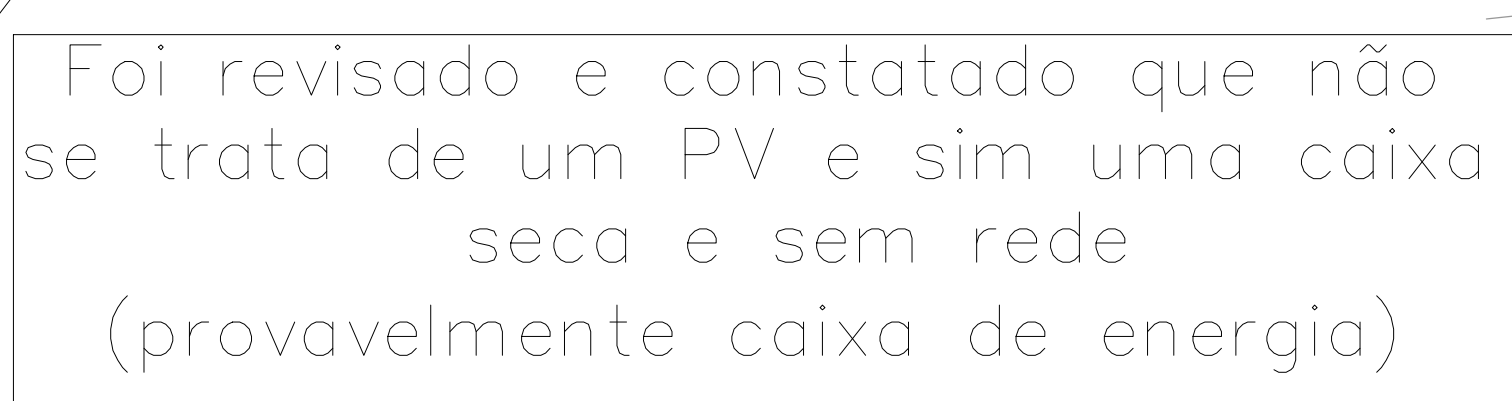 Foi revisado e constatado que não
se trata de um PV e sim uma caixa
seca e sem rede
(provavelmente caixa de energia)